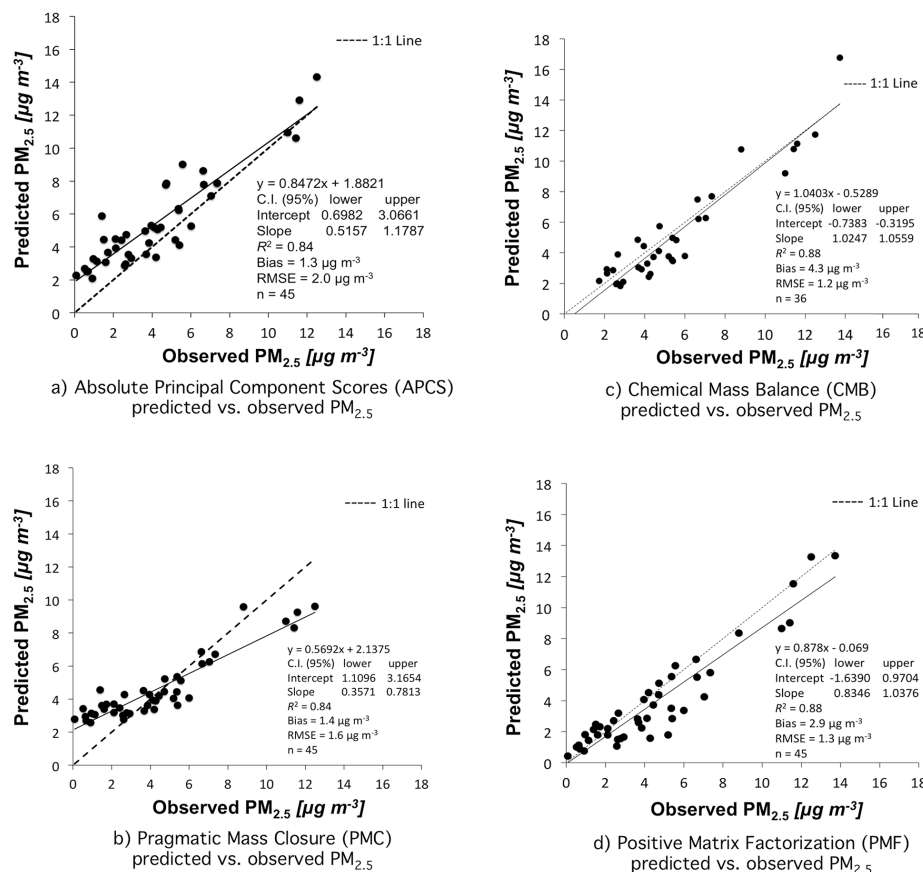 18
16
14
12
10
8
6
4
2
0
Predicted PM2.5 [µg m-3]
1:1 Line
y = 0.8472x + 1.8821
C.I. (95%) lower upper
Intercept 0.6982 3.0661
Slope 0.5157 1.1787
R² = 0.84
Bias = 1.3 µg m-3
RMSE = 2.0 µg m-3
n = 45
0 2 4 6 8 10 12 14 16 18
Observed PM2.5 [µg m-3]
a) Absolute Principal Component Scores (APCS)
predicted vs. observed PM2.5
18
16
14
12
10
8
6
4
2
0
Predicted PM2.5 [µg m-3]
1:1 Line
y = 1.0403x - 0.5289
C.I. (95%) lower upper
Intercept -0.7383 -0.3195
Slope 1.0247 1.0559
R² = 0.88
Bias = 4.3 µg m-3
RMSE = 1.2 µg m-3
n = 36
0 2 4 6 8 10 12 14 16 18
Observed PM2.5 [µg m-3]
c) Chemical Mass Balance (CMB)
predicted vs. observed PM2.5
18
16
14
12
10
8
6
4
2
0
Predicted PM2.5 [µg m-3]
1:1 line
y = 0.5692x + 2.1375
C.I. (95%) lower upper
Intercept 1.1096 3.1654
Slope 0.3571 0.7813
R² = 0.84
Bias = 1.4 µg m-3
RMSE = 1.6 µg m-3
n = 45
0 2 4 6 8 10 12 14 16 18
Observed PM2.5 [µg m-3]
b) Pragmatic Mass Closure (PMC)
predicted vs. observed PM2.5
18
16
14
12
10
8
6
4
2
0
Predicted PM2.5 [µg m-3]
1:1 Line
y = 0.878x - 0.069
C.I. (95%) lower upper
Intercept -1.6390 0.9704
Slope 0.8346 1.0376
R² = 0.88
Bias = 2.9 µg m-3
RMSE = 1.3 µg m-3
n = 45
0 2 4 6 8 10 12 14 16 18
Observed PM2.5 [µg m-3]
d) Positive Matrix Factorization (PMF)
predicted vs. observed PM2.5